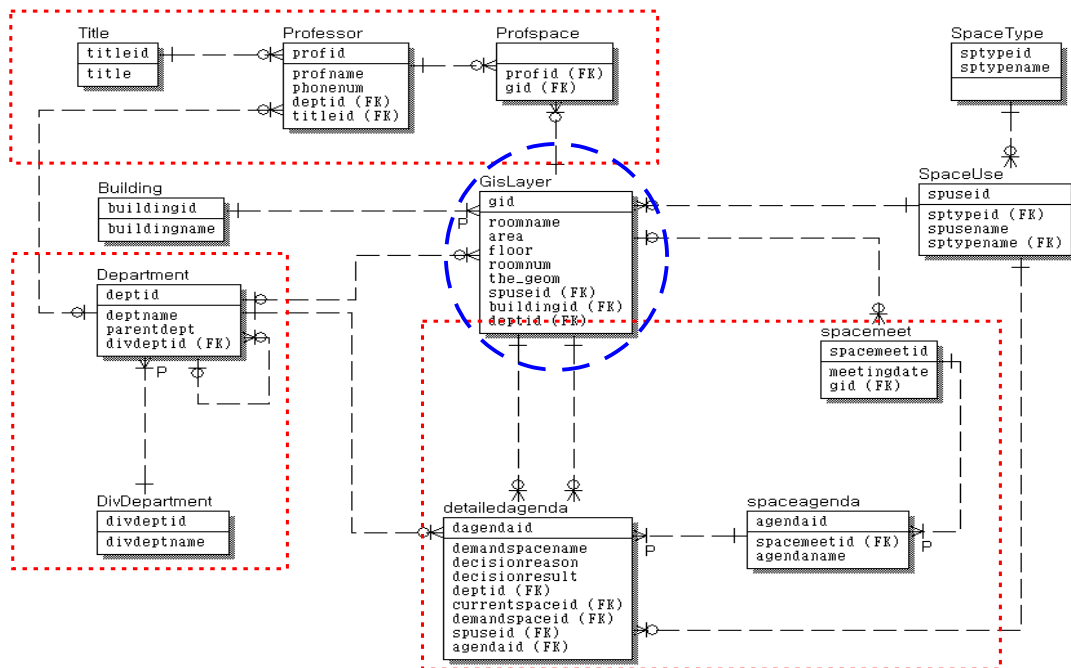 Title
titleid
title
Professor
profid
profname
phonenum
deptid (FK)
titleid (FK)
Profspace
profid (FK)
gid (FK)
SpaceType
sptypeid
sptypename
Building
buildingid
buildingname
GisLayer
gid
roomname
area
floor
roomnum
the_geom
spuseid (FK)
buildingid (FK)
deptid (FK)
P
SpaceUse
spuseid
sptypeid (FK)
spusename
sptypename (FK)
Department
deptid
deptname
parentdept
divdeptid (FK)
P
spacemeet
spacemeetid
meetingdate
gid (FK)
DivDepartment
divdeptid
divdeptname
detailedagenda
dagendaid
demandspacename
decisionreason
decisionresult
deptid (FK)
currentspaceid (FK)
demandspaceid (FK)
spuseid (FK)
agendaid (FK)
P
spaceagenda
agendaid
spacemeetid (FK)
agendaname
P